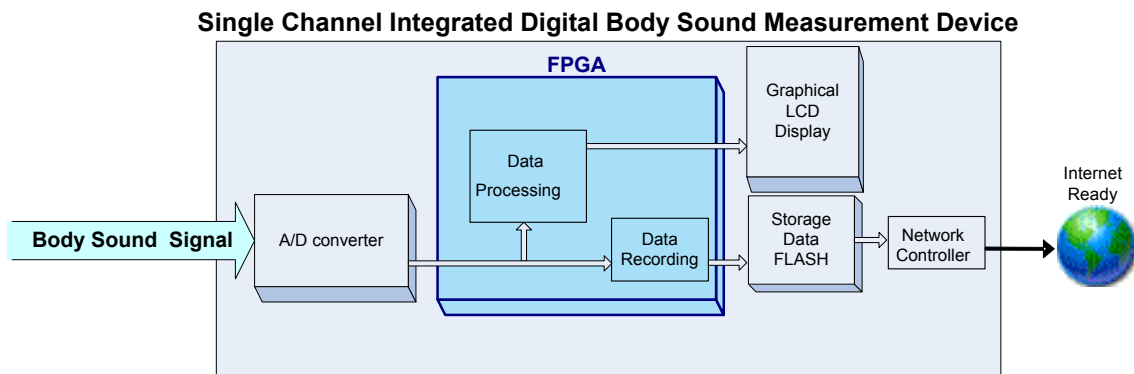 Single Channel Integrated Digital Body Sound Measurement Device
FPGA
Graphical
LCD
Display
Data
Processing
Internet
Ready
Body Sound Signal
A/D converter
Data
Recording
Storage
Data
FLASH
Network
Controller